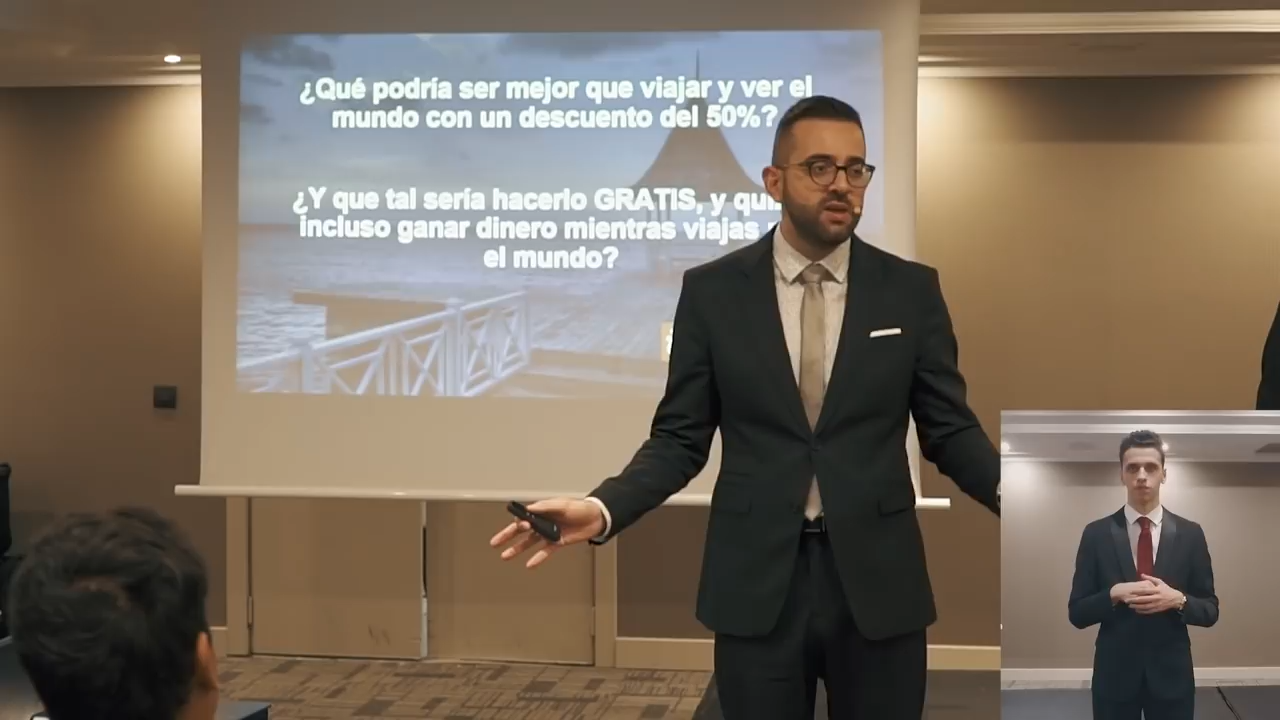 ¿Qué podría ser mejor que viajar y ver el
mundo con un descuento del 50%?
¿Y que tal sería hacerlo GRATIS, y
incluso ganar dinero mientras viajas
el mundo?